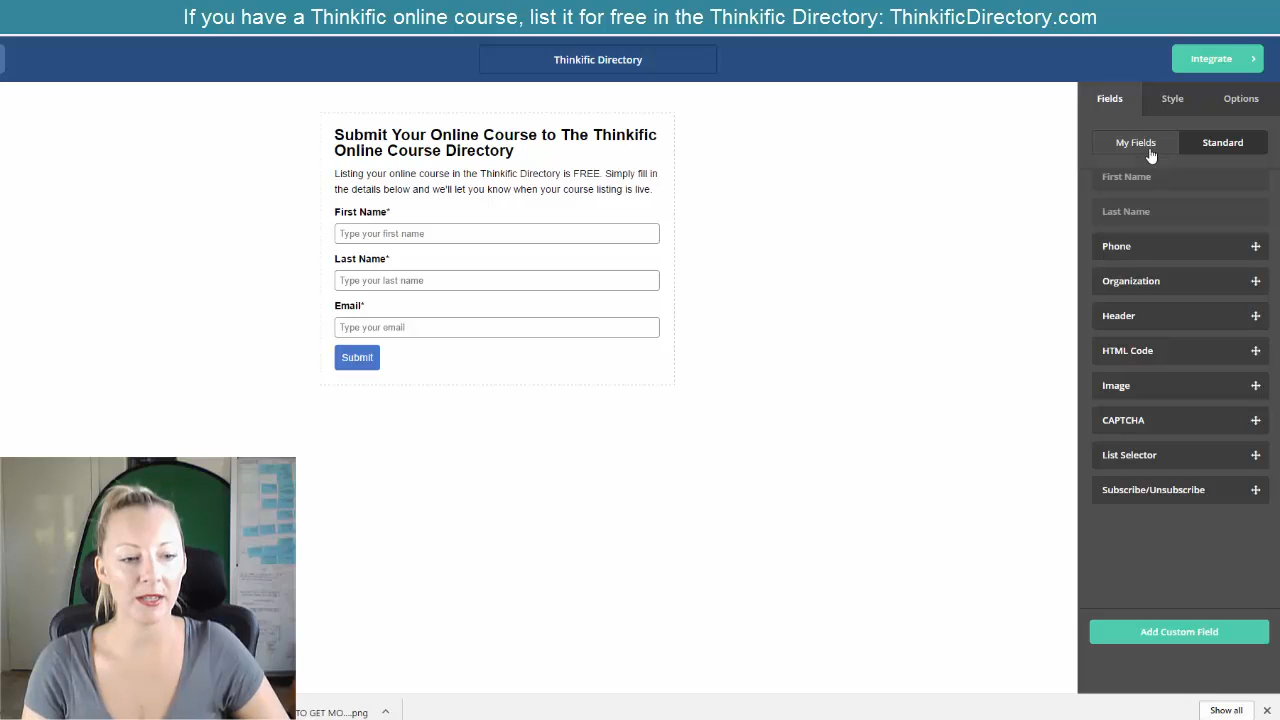 If you have a Thinkific online course, list it for free in the Thinkific Directory: ThinkificDirectory.com
Thinkific Directory
Integrate
Fields
Style
Options
My Fields
Standard
First Name
Last Name
Phone
Organization
Header
HTML Code
Image
CAPTCHA
List Selector
Subscribe/Unsubscribe
Add Custom Field
Submit Your Online Course to The Thinkific
Online Course Directory
Listing your online course in the Thinkific Directory is FREE. Simply fill in
the details below and we'll let you know when your course listing is live.
First Name*
Type your first name
Last Name*
Type your last name
Email*
Type your email
Submit
TO GET MO....png
Show all